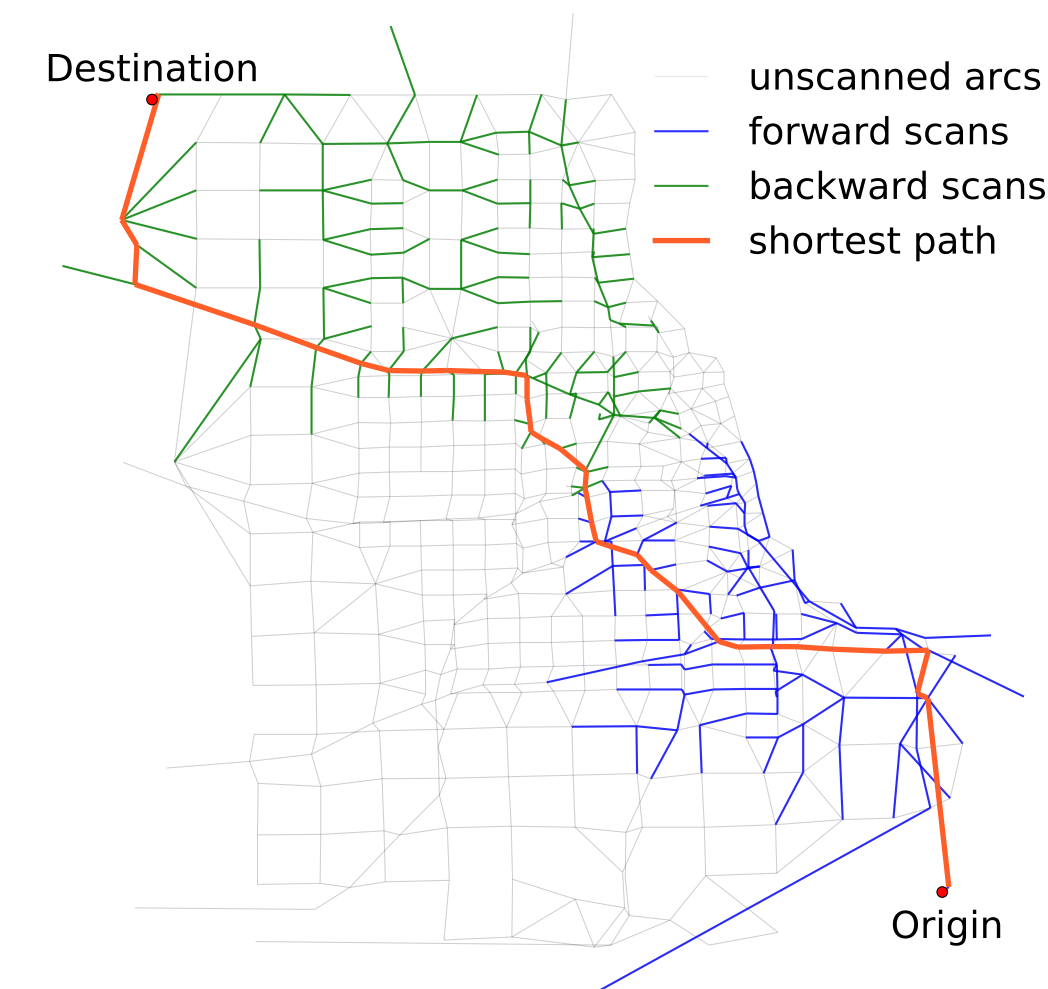 Destination
unscanned arcs
forward scans
backward scans
shortest path
Origin